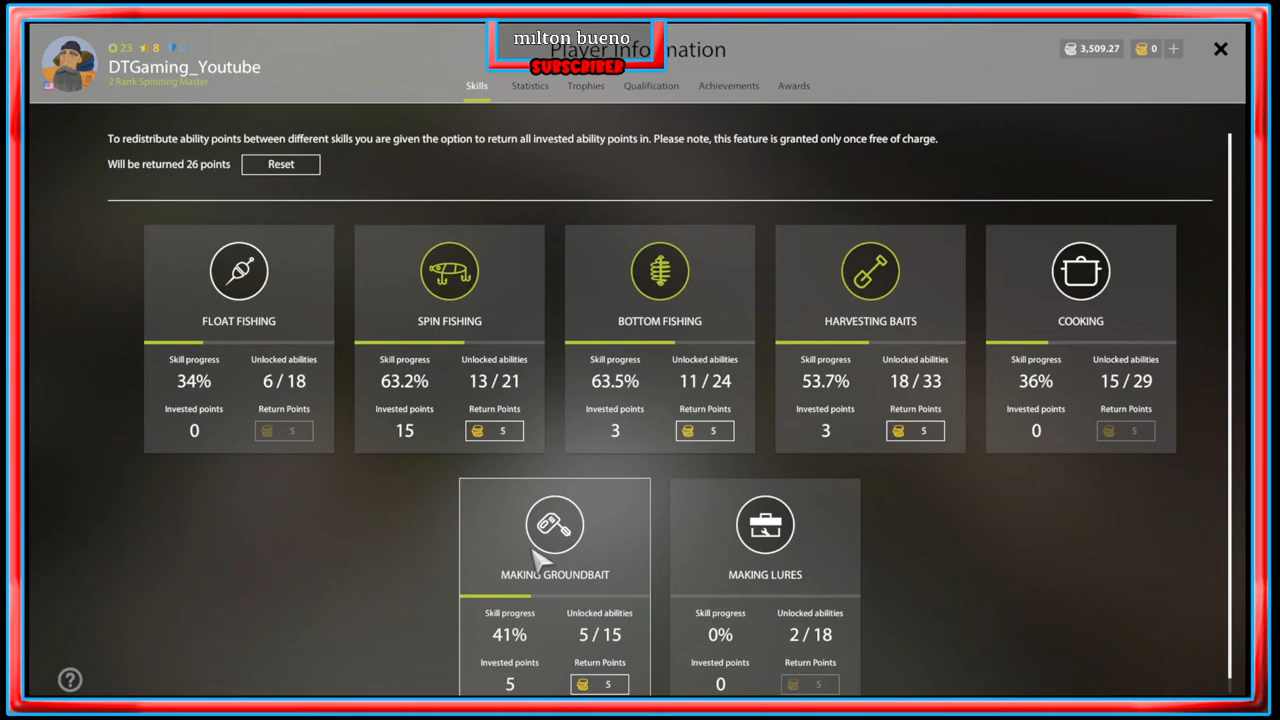 milton bueno
SUBSCRIBER
23 8
DTGaming_Youtube
2 Rank Spinning Master
Player Information
3,509.27 0 +
Skills Statistics Trophies Qualification Achievements Awards
To redistribute ability points between different skills you are given the option to return all invested ability points in. Please note, this feature is granted only once free of charge.
Will be returned 26 points Reset
FLOAT FISHING
Skill progress Unlocked abilities
34% 6 / 18
Invested points Return Points
0 5
SPIN FISHING
Skill progress Unlocked abilities
63.2% 13 / 21
Invested points Return Points
15 5
BOTTOM FISHING
Skill progress Unlocked abilities
63.5% 11 / 24
Invested points Return Points
3 5
HARVESTING BAITS
Skill progress Unlocked abilities
53.7% 18 / 33
Invested points Return Points
3 5
COOKING
Skill progress Unlocked abilities
36% 15 / 29
Invested points Return Points
0 5
MAKING GROUNDBAIT
Skill progress Unlocked abilities
41% 5 / 15
Invested points Return Points
5 5
MAKING LURES
Skill progress Unlocked abilities
0% 2 / 18
Invested points Return Points
0 5
?